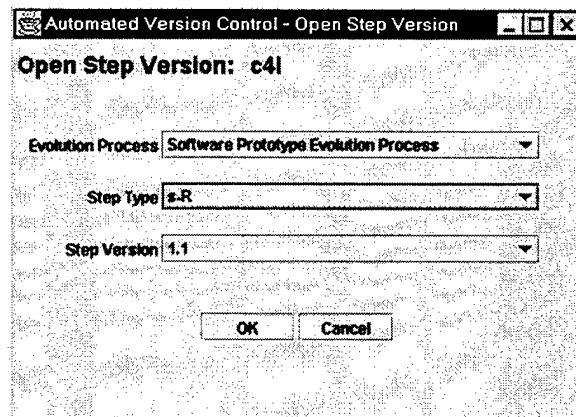 Automated Version Control - Open Step Version
Open Step Version: c4i
Evolution Process Software Prototype Evolution Process
Step Type s-R
Step Version 1.1
OK Cancel